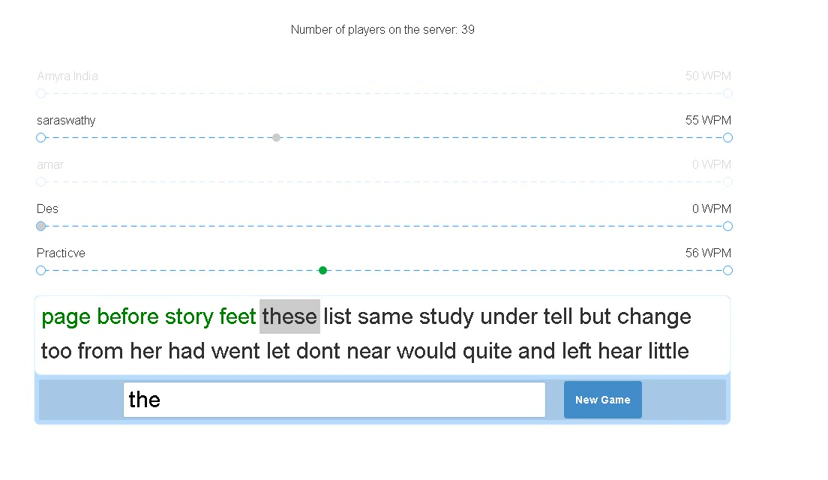 Number of players on the server: 39
Amyra India 50 WPM
saraswathy 55 WPM
amar 0 WPM
Des 0 WPM
Practicve 56 WPM
page before story feet these list same study under tell but change
too from her had went let dont near would quite and left hear little
the New Game